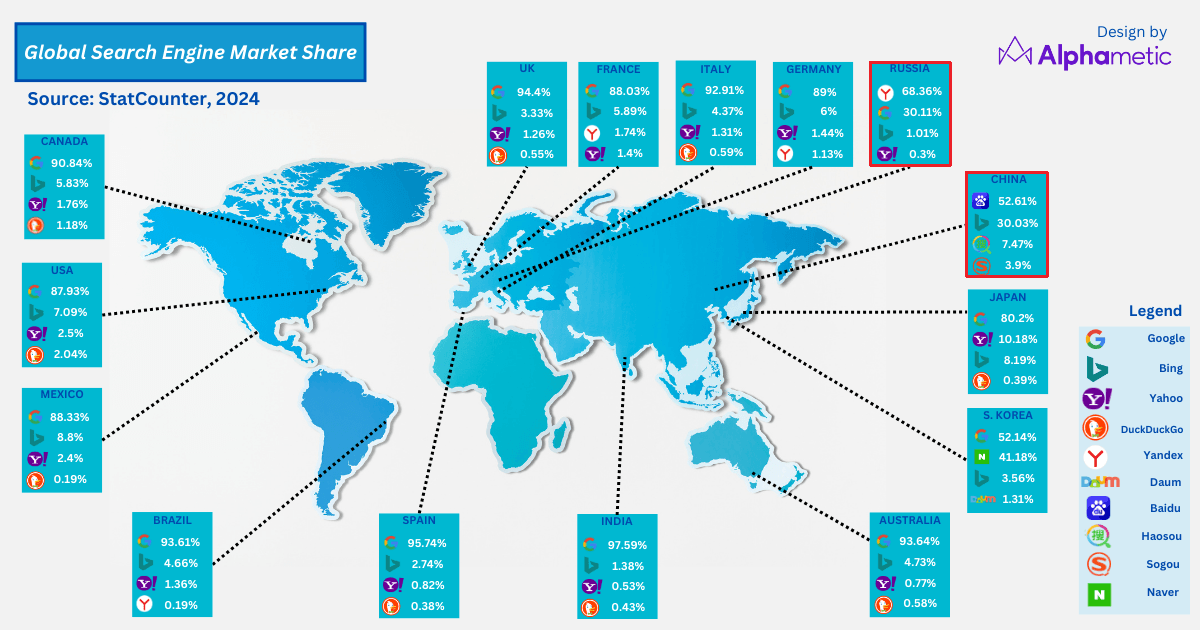 Global Search Engine Market Share
Source: StatCounter, 2024
Design by
Alphametic
CANADA
90.84%
5.83%
1.76%
1.18%
USA
87.93%
7.09%
2.5%
2.04%
MEXICO
88.33%
8.8%
2.4%
0.19%
BRAZIL
93.61%
4.66%
1.36%
0.19%
SPAIN
95.74%
2.74%
0.82%
0.38%
INDIA
97.59%
1.38%
0.53%
0.43%
AUSTRALIA
93.64%
4.73%
0.77%
0.58%
UK
94.4%
3.33%
1.26%
0.55%
FRANCE
88.03%
5.89%
1.74%
1.4%
ITALY
92.91%
4.37%
1.31%
0.59%
GERMANY
89%
6%
1.44%
1.13%
RUSSIA
68.36%
30.11%
1.01%
0.3%
CHINA
52.61%
30.03%
7.47%
3.9%
JAPAN
80.2%
10.18%
8.19%
0.39%
S. KOREA
52.14%
41.18%
3.56%
1.31%
Legend
Google
Bing
Yahoo
DuckDuckGo
Yandex
Daum
Baidu
Haosou
Sogou
Naver